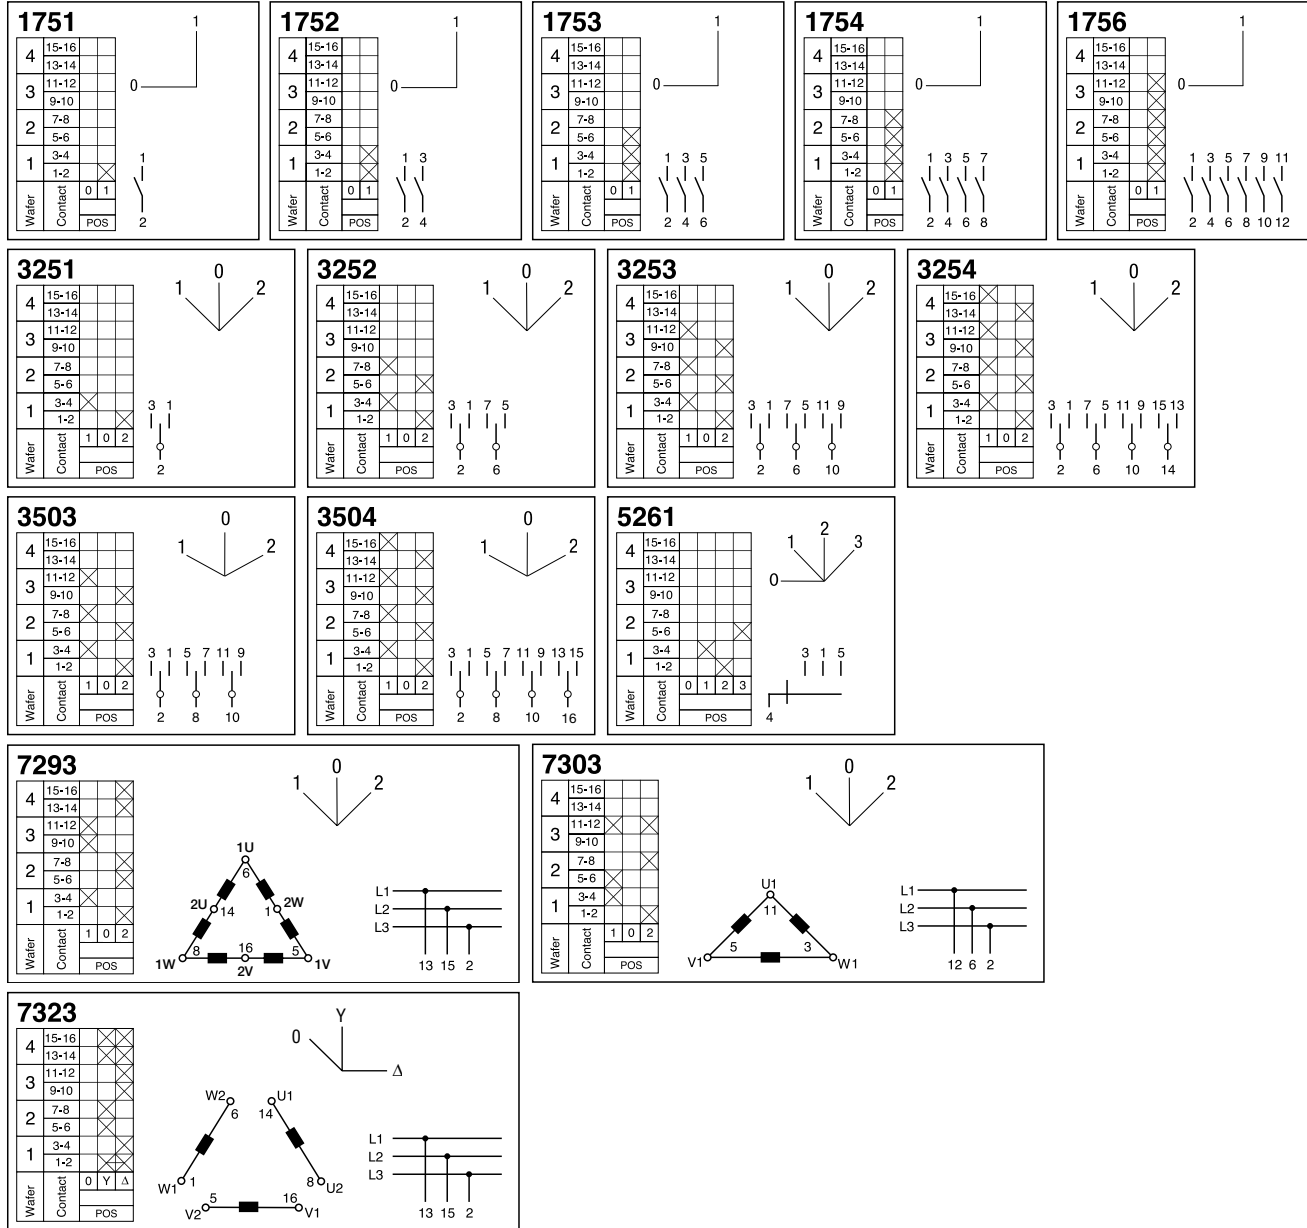 1751
4 15-16
13-14
3 11-12
9-10
2 7-8
5-6
1 3-4
1-2
Wafer Contact 0 1
POS
1
0
1
2
1752
4 15-16
13-14
3 11-12
9-10
2 7-8
5-6
1 3-4
1-2
Wafer Contact 0 1
POS
1
0
1 3
2 4
1753
4 15-16
13-14
3 11-12
9-10
2 7-8
5-6
1 3-4
1-2
Wafer Contact 0 1
POS
1
0
1 3 5
2 4 6
1754
4 15-16
13-14
3 11-12
9-10
2 7-8
5-6
1 3-4
1-2
Wafer Contact 0 1
POS
1
0
1 3 5 7
2 4 6 8
1756
4 15-16
13-14
3 11-12
9-10
2 7-8
5-6
1 3-4
1-2
Wafer Contact 0 1
POS
1
0
1 3 5 7 9 11
2 4 6 8 10 12
3251
4 15-16
13-14
3 11-12
9-10
2 7-8
5-6
1 3-4
1-2
Wafer Contact 1 0 2
POS
0
1 2
3 1
2
3252
4 15-16
13-14
3 11-12
9-10
2 7-8
5-6
1 3-4
1-2
Wafer Contact 1 0 2
POS
0
1 2
3 1 7 5
2 6
3253
4 15-16
13-14
3 11-12
9-10
2 7-8
5-6
1 3-4
1-2
Wafer Contact 1 0 2
POS
0
1 2
3 1 7 5 11 9
2 6 10
3254
4 15-16
13-14
3 11-12
9-10
2 7-8
5-6
1 3-4
1-2
Wafer Contact 1 0 2
POS
0
1 2
3 1 7 5 11 9 15 13
2 6 10 14
3503
4 15-16
13-14
3 11-12
9-10
2 7-8
5-6
1 3-4
1-2
Wafer Contact 1 0 2
POS
0
1 2
3 1 5 7 11 9
2 8 10
3504
4 15-16
13-14
3 11-12
9-10
2 7-8
5-6
1 3-4
1-2
Wafer Contact 1 0 2
POS
0
1 2
3 1 5 7 11 9 13 15
2 8 10 16
5261
4 15-16
13-14
3 11-12
9-10
2 7-8
5-6
1 3-4
1-2
Wafer Contact 0 1 2 3
POS
2
1 3
0
3 1 5
4
7293
4 15-16
13-14
3 11-12
9-10
2 7-8
5-6
1 3-4
1-2
Wafer Contact 1 0 2
POS
0
1 2
1U
6
2U 14 1 2W
8 16 5
1W 2V 1V
L1
L2
L3
13 15 2
7303
4 15-16
13-14
3 11-12
9-10
2 7-8
5-6
1 3-4
1-2
Wafer Contact 1 0 2
POS
0
1 2
U1
11
5 3
V1 W1
L1
L2
L3
12 6 2
7323
4 15-16
13-14
3 11-12
9-10
2 7-8
5-6
1 3-4
1-2
Wafer Contact 0 Y Δ
POS
Y
0
Δ
W2 U1
6 14
W1 1 8 U2
5 16
V2 V1
L1
L2
L3
13 15 2